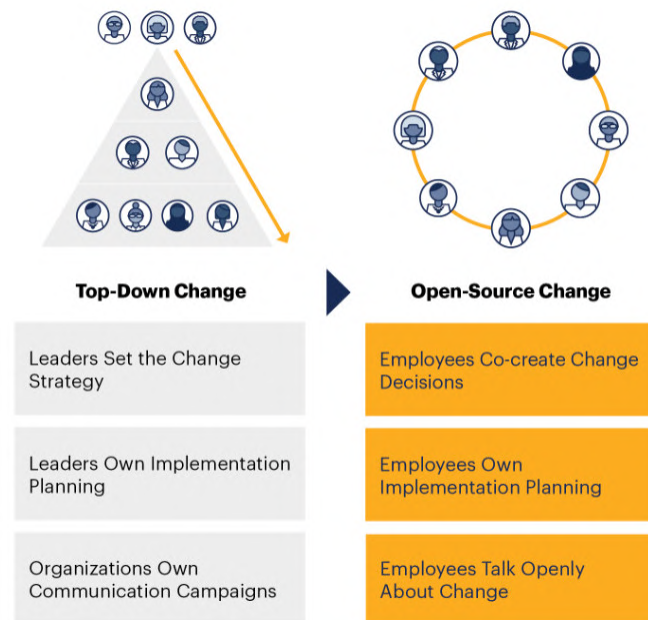 Top-Down Change
Open-Source Change
Leaders Set the Change
Strategy
Employees Co-create Change
Decisions
Leaders Own Implementation
Planning
Employees Own
Implementation Planning
Organizations Own
Communication Campaigns
Employees Talk Openly
About Change